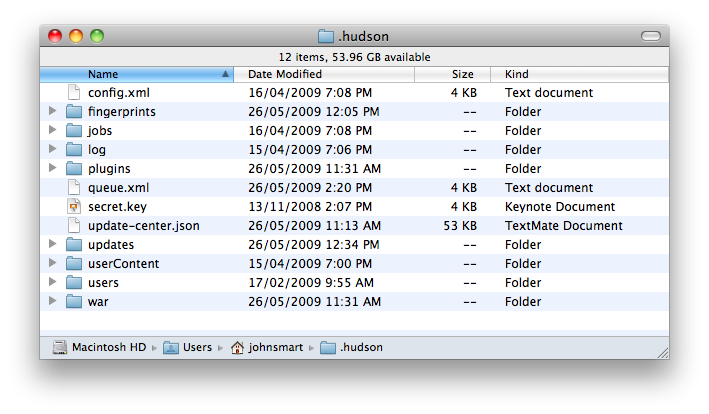 .hudson
12 items, 53.96 GB available
Name Date Modified Size Kind
config.xml 16/04/2009 7:08 PM 4 KB Text document
fingerprints 26/05/2009 12:05 PM -- Folder
jobs 16/04/2009 7:08 PM -- Folder
log 15/04/2009 7:06 PM -- Folder
plugins 26/05/2009 11:31 AM -- Folder
queue.xml 26/05/2009 2:20 PM 4 KB Text document
secret.key 13/11/2008 2:07 PM 4 KB Keynote Document
update-center.json 26/05/2009 11:13 AM 53 KB TextMate Document
updates 26/05/2009 12:34 PM -- Folder
userContent 15/04/2009 7:00 PM -- Folder
users 17/02/2009 9:55 AM -- Folder
war 26/05/2009 11:31 AM -- Folder
Macintosh HD Users johnsmart .hudson